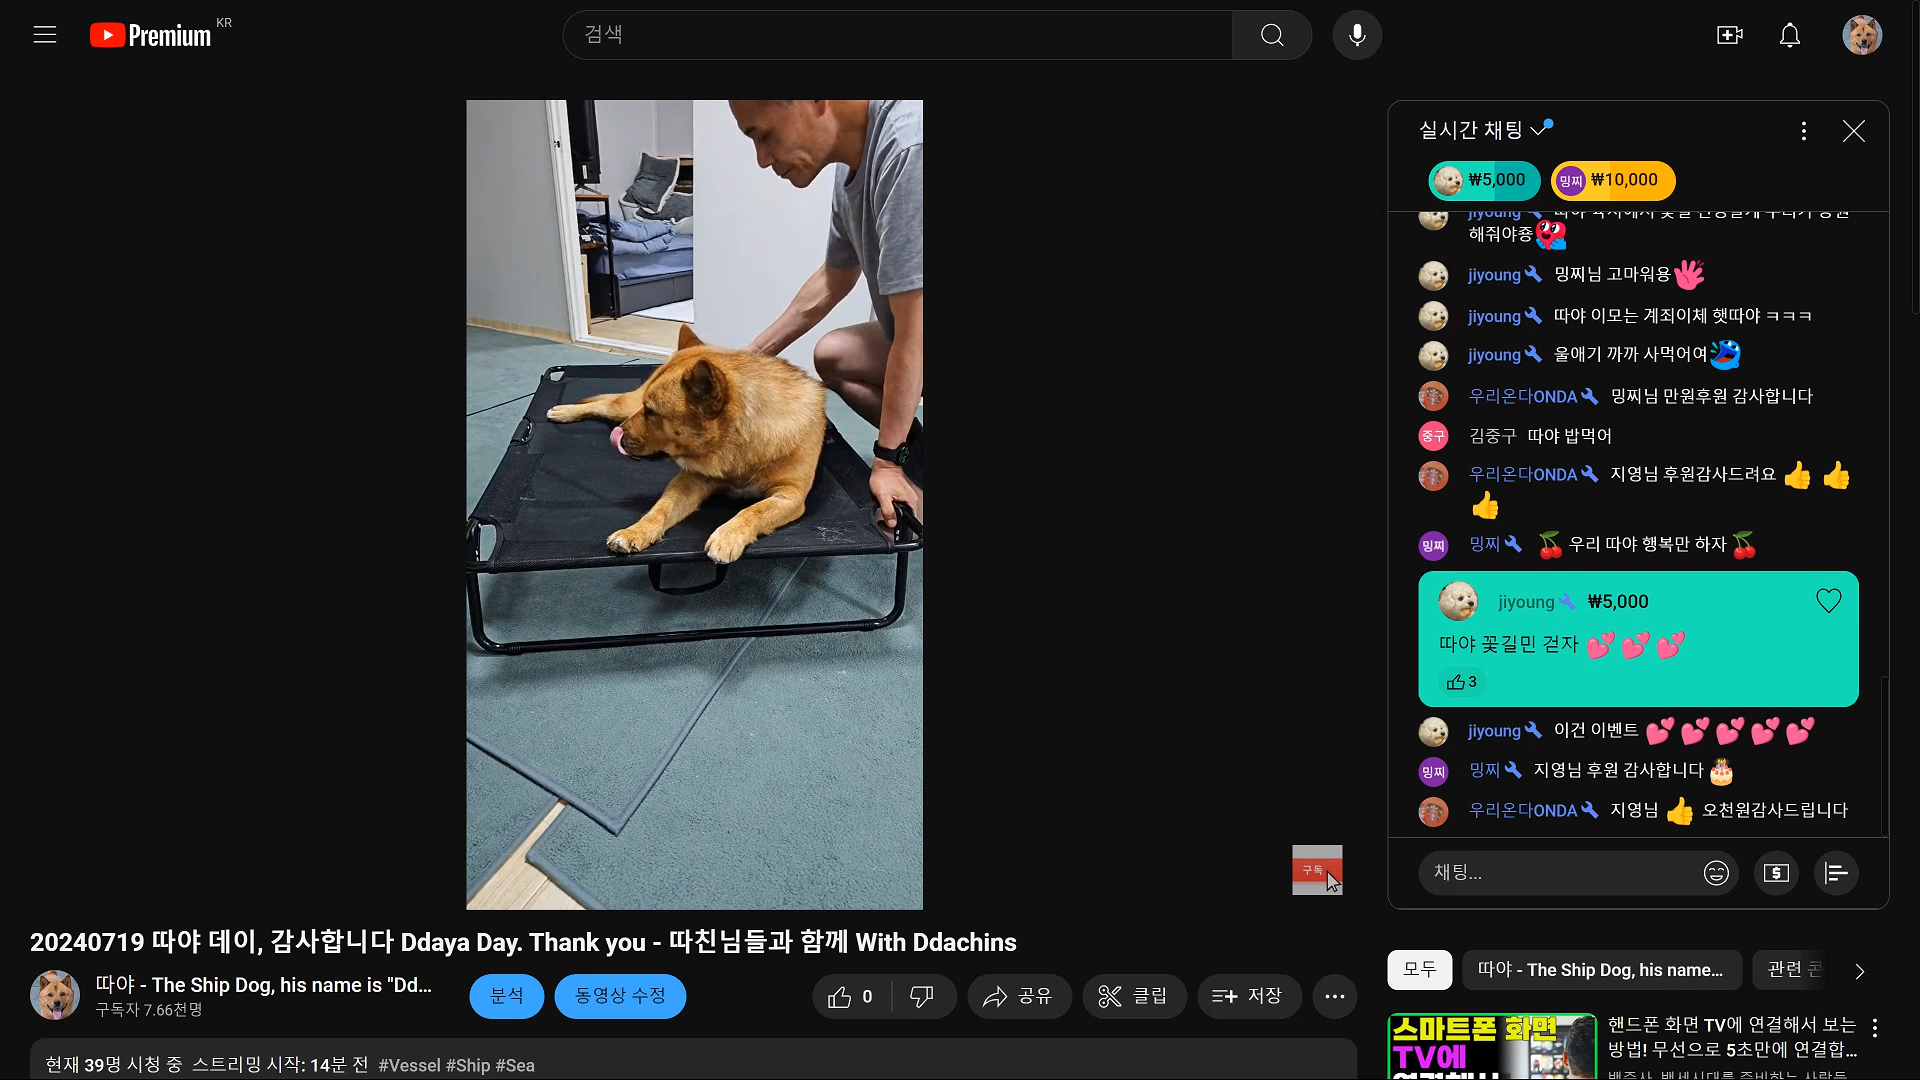 Premium KR
검색
실시간 채팅
₩5,000
밍찌 ₩10,000
jiyoung
해줘야죵
jiyoung 밍찌님 고마워용
jiyoung 따야 이모는 계죄이체 햇따야 ㅋㅋㅋ
jiyoung 울애기 까까 사먹어여
우리온다ONDA 밍찌님 만원후원 감사합니다
중구 김중구 따야 밥먹어
우리온다ONDA 지영님 후원감사드려요
밍찌 밍찌 우리 따야 행복만 하자
jiyoung ₩5,000
따야 꽃길민 걷자
3
jiyoung 이건 이벤트
밍찌 밍찌 지영님 후원 감사합니다
우리온다ONDA 지영님 오천원감사드립니다
채팅...
구독
20240719 따야 데이, 감사합니다 Ddaya Day. Thank you - 따친님들과 함께 With Ddachins
따야 - The Ship Dog, his name is "Dd...
구독자 7.66천명
분석
동영상 수정
0
공유
클립
저장
현재 39명 시청 중 스트리밍 시작: 14분 전 #Vessel #Ship #Sea
모두
따야 - The Ship Dog, his name...
관련
스마트폰 화면
TV에
핸드폰 화면 TV에 연결해서 보는
방법! 무선으로 5초만에 연결합...